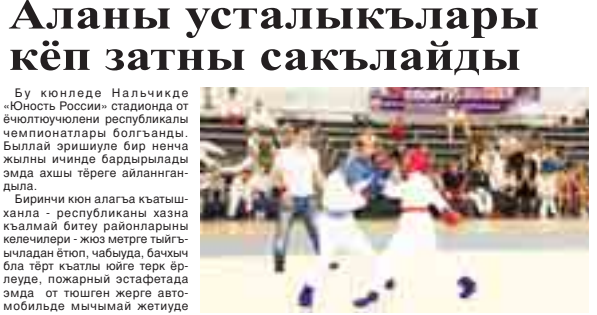 Аланы усталыкълары
кёп затны сакълайды
Бу кюнледе Нальчикде
«Юность России» стадионда от
ёчюлтюучюлени республикалы
чемпионатлары болгъанды.
Быллай эришиуле бир ненча
жылны ичинде бардырылады
эмда ахшы тёреге айланнган-
дыла.
Биринчи кюн алагъа къатыш-
ханла - республиканы хазна
къалмай битеу районларыны
келечилери - жюз метрге тыйгъ-
ычладан ётюп, чабыуда, бачхыч
бла тёрт къатлы юйге терк ёр-
леуде, пожарный эстафетада
эмда от тюшген жерге авто-
мобильде мычымай жетиуде